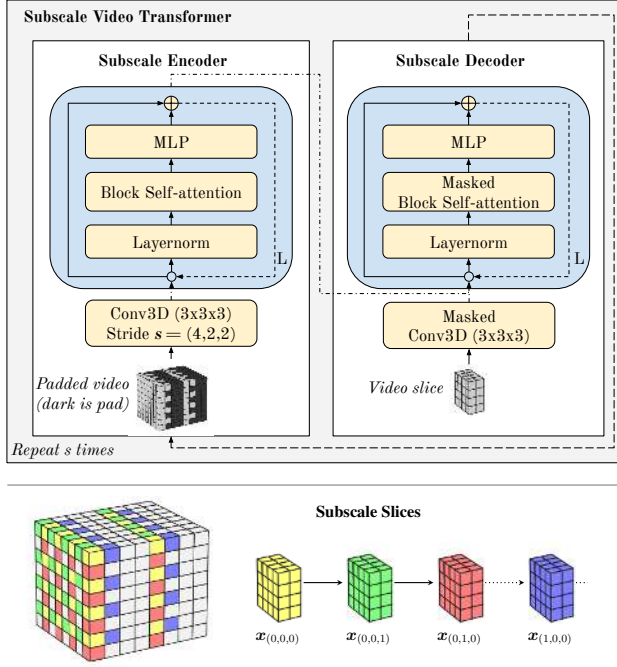 Subscale Video Transformer
Subscale Encoder
MLP
Block Self-attention
Layernorm
L
Conv3D (3x3x3)
Stride s = (4,2,2)
Padded video
(dark is pad)
Repeat s times
Subscale Decoder
MLP
Masked
Block Self-attention
Layernorm
L
Masked
Conv3D (3x3x3)
Video slice
Subscale Slices
x(0,0,0)
x(0,0,1)
x(0,1,0)
x(1,0,0)